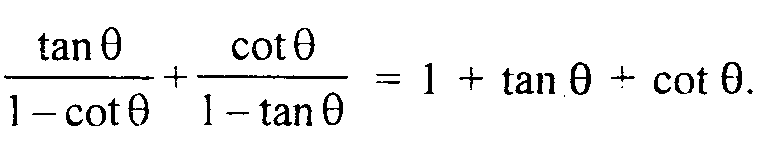 tan θ / (1 – cot θ) + cot θ / (1 – tan θ) = 1 + tan θ + cot θ.